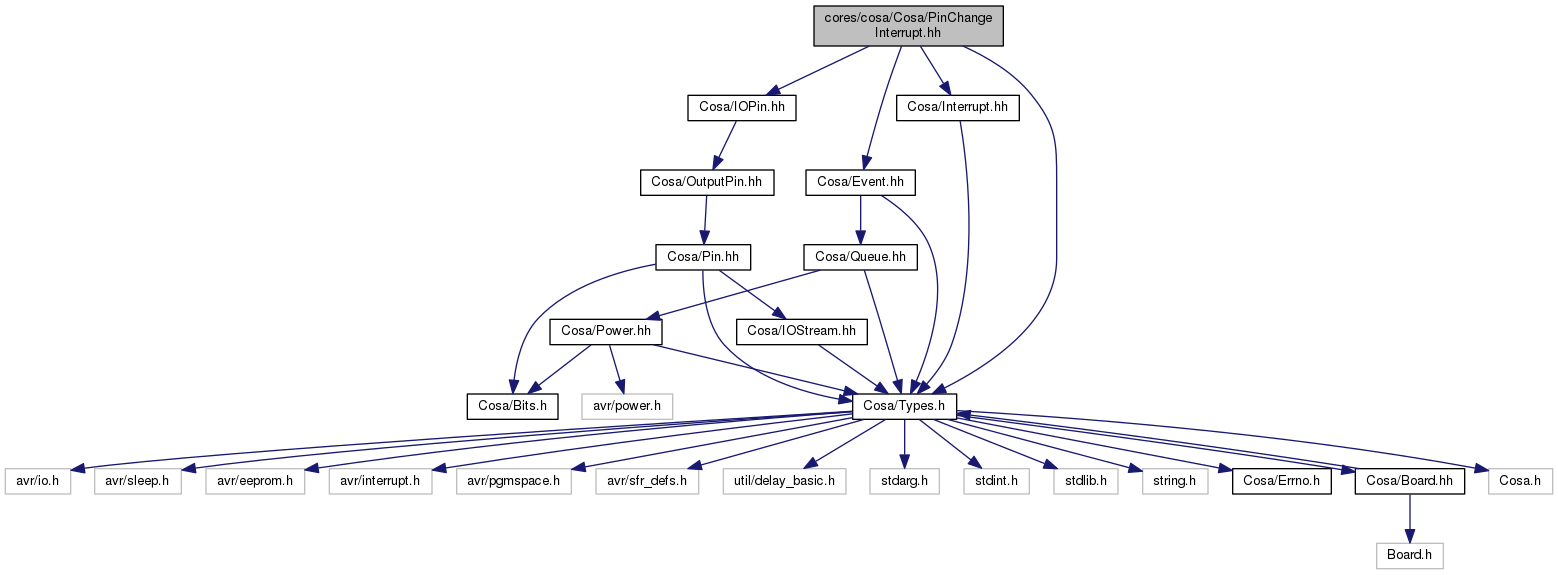 cores/cosa/Cosa/PinChange
Interrupt.hh
Cosa/IOPin.hh
Cosa/Interrupt.hh
Cosa/OutputPin.hh
Cosa/Event.hh
Cosa/Pin.hh
Cosa/Queue.hh
Cosa/Power.hh
Cosa/IOStream.hh
Cosa/Bits.h
avr/power.h
Cosa/Types.h
avr/io.h
avr/sleep.h
avr/eeprom.h
avr/interrupt.h
avr/pgmspace.h
avr/sfr_defs.h
util/delay_basic.h
stdarg.h
stdint.h
stdlib.h
string.h
Cosa/Errno.h
Cosa/Board.hh
Cosa.h
Board.h